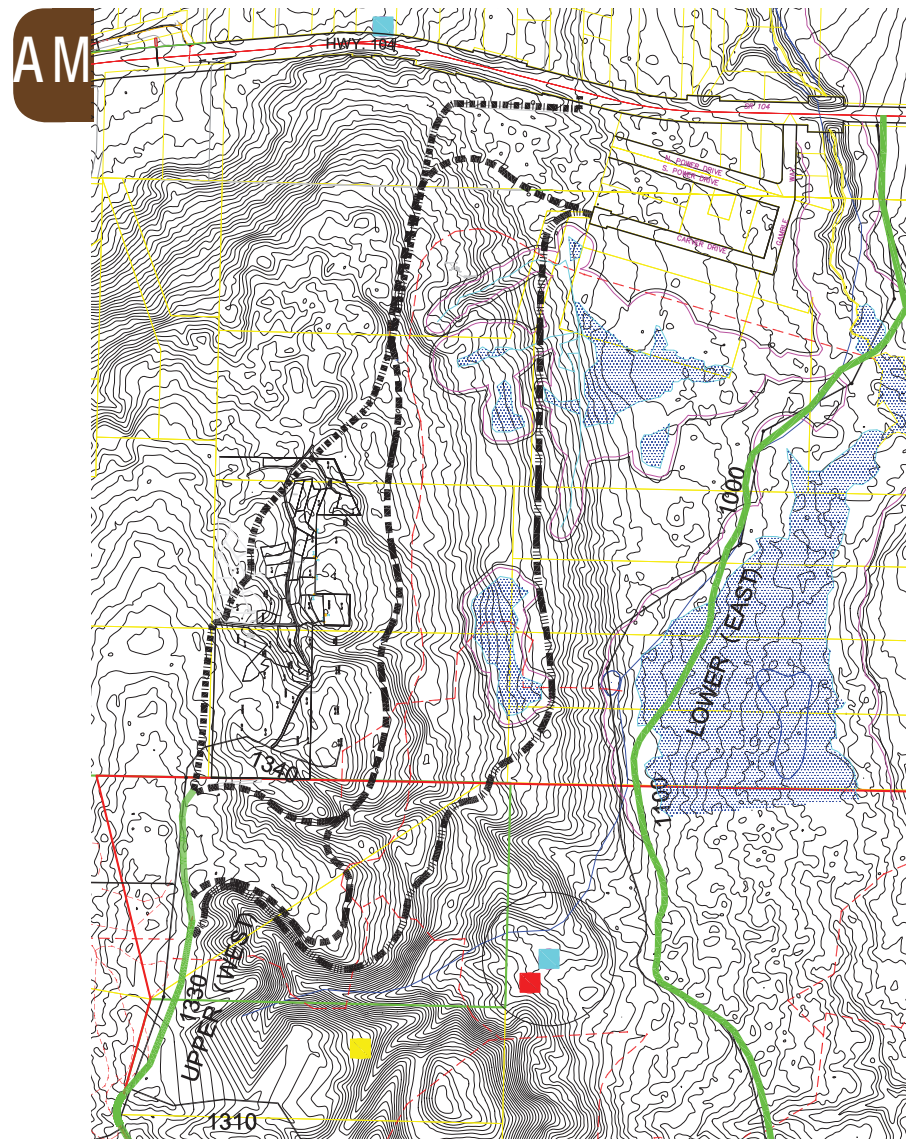 AM
HWY 104
SR 104
N. POWER DRIVE
S. POWER DRIVE
CARVER DRIVE
GAMBLE
1000
LOWER (EAST)
1340
1100
1330
UPPER (WEST)
1310